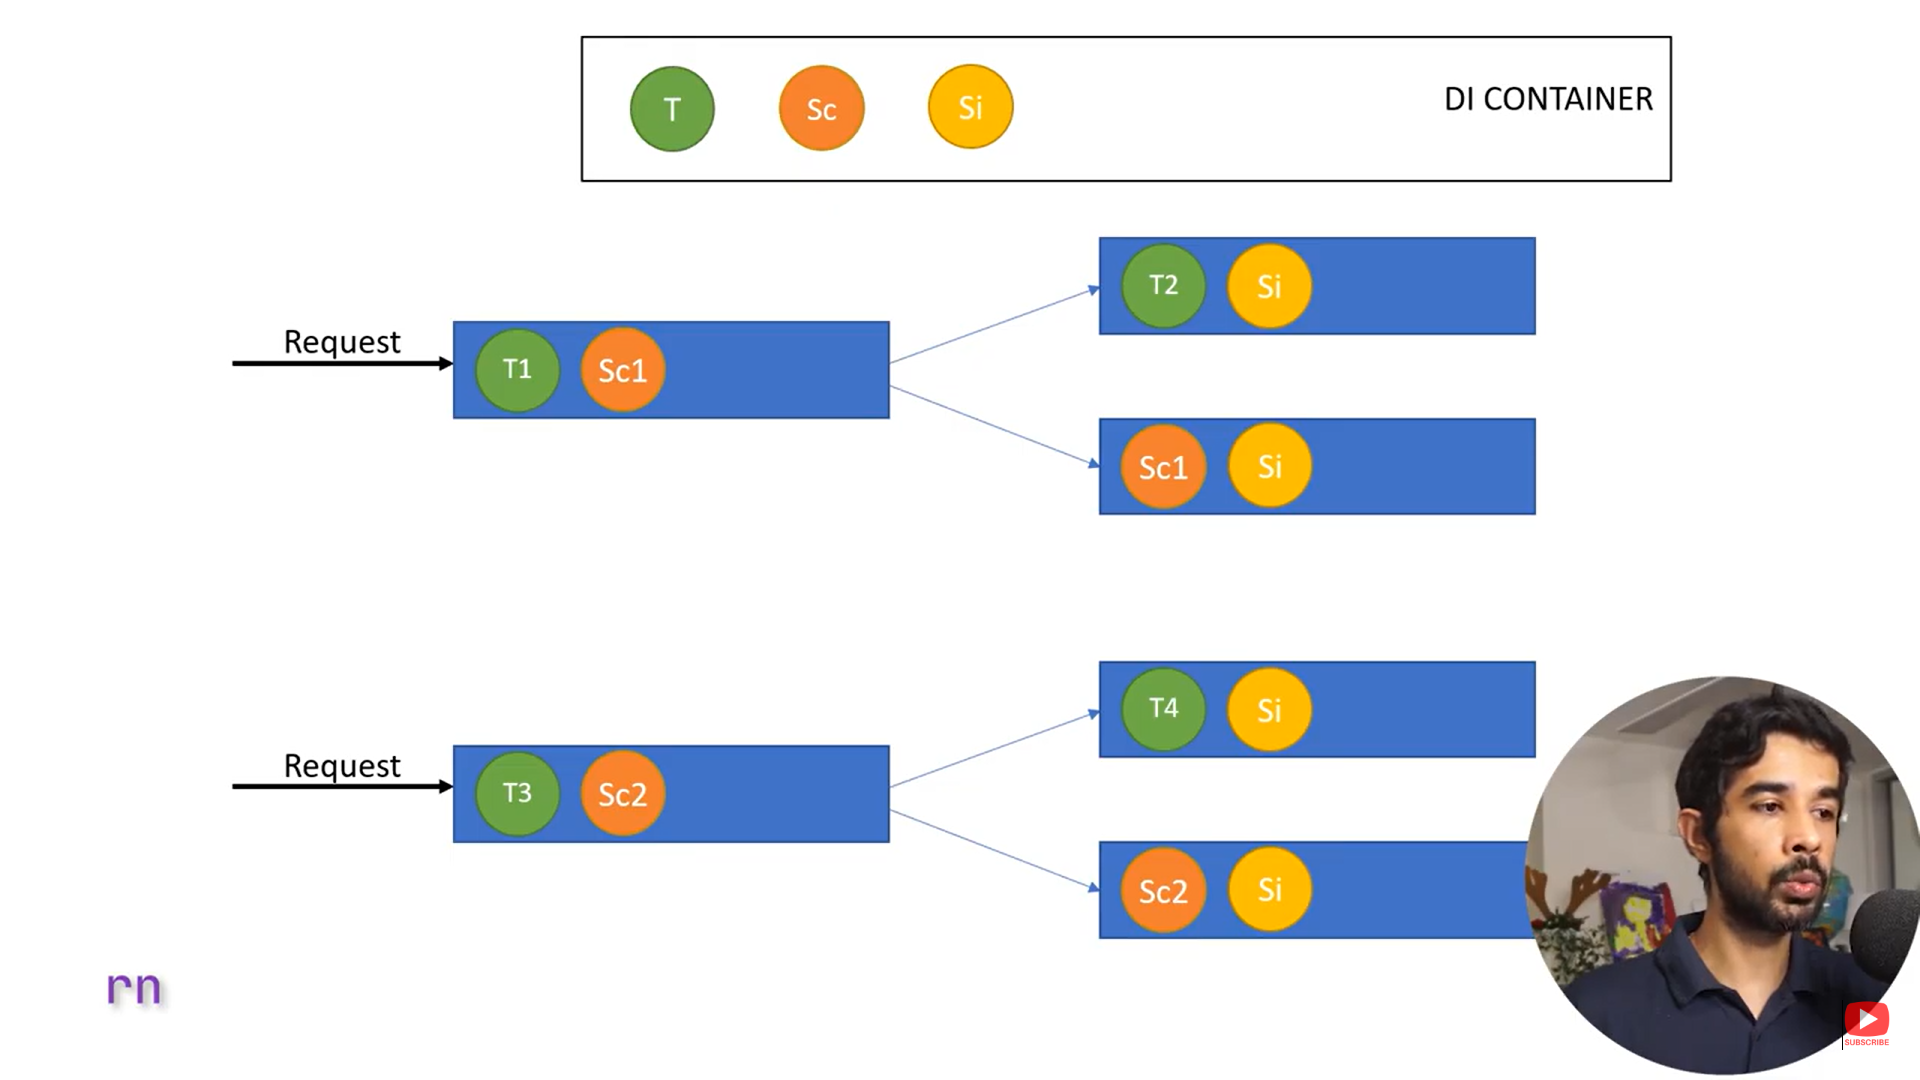 T Sc Si DI CONTAINER
Request
T1 Sc1
T2 Si
Sc1 Si
Request
T3 Sc2
T4 Si
Sc2 Si
rn
SUBSCRIBE